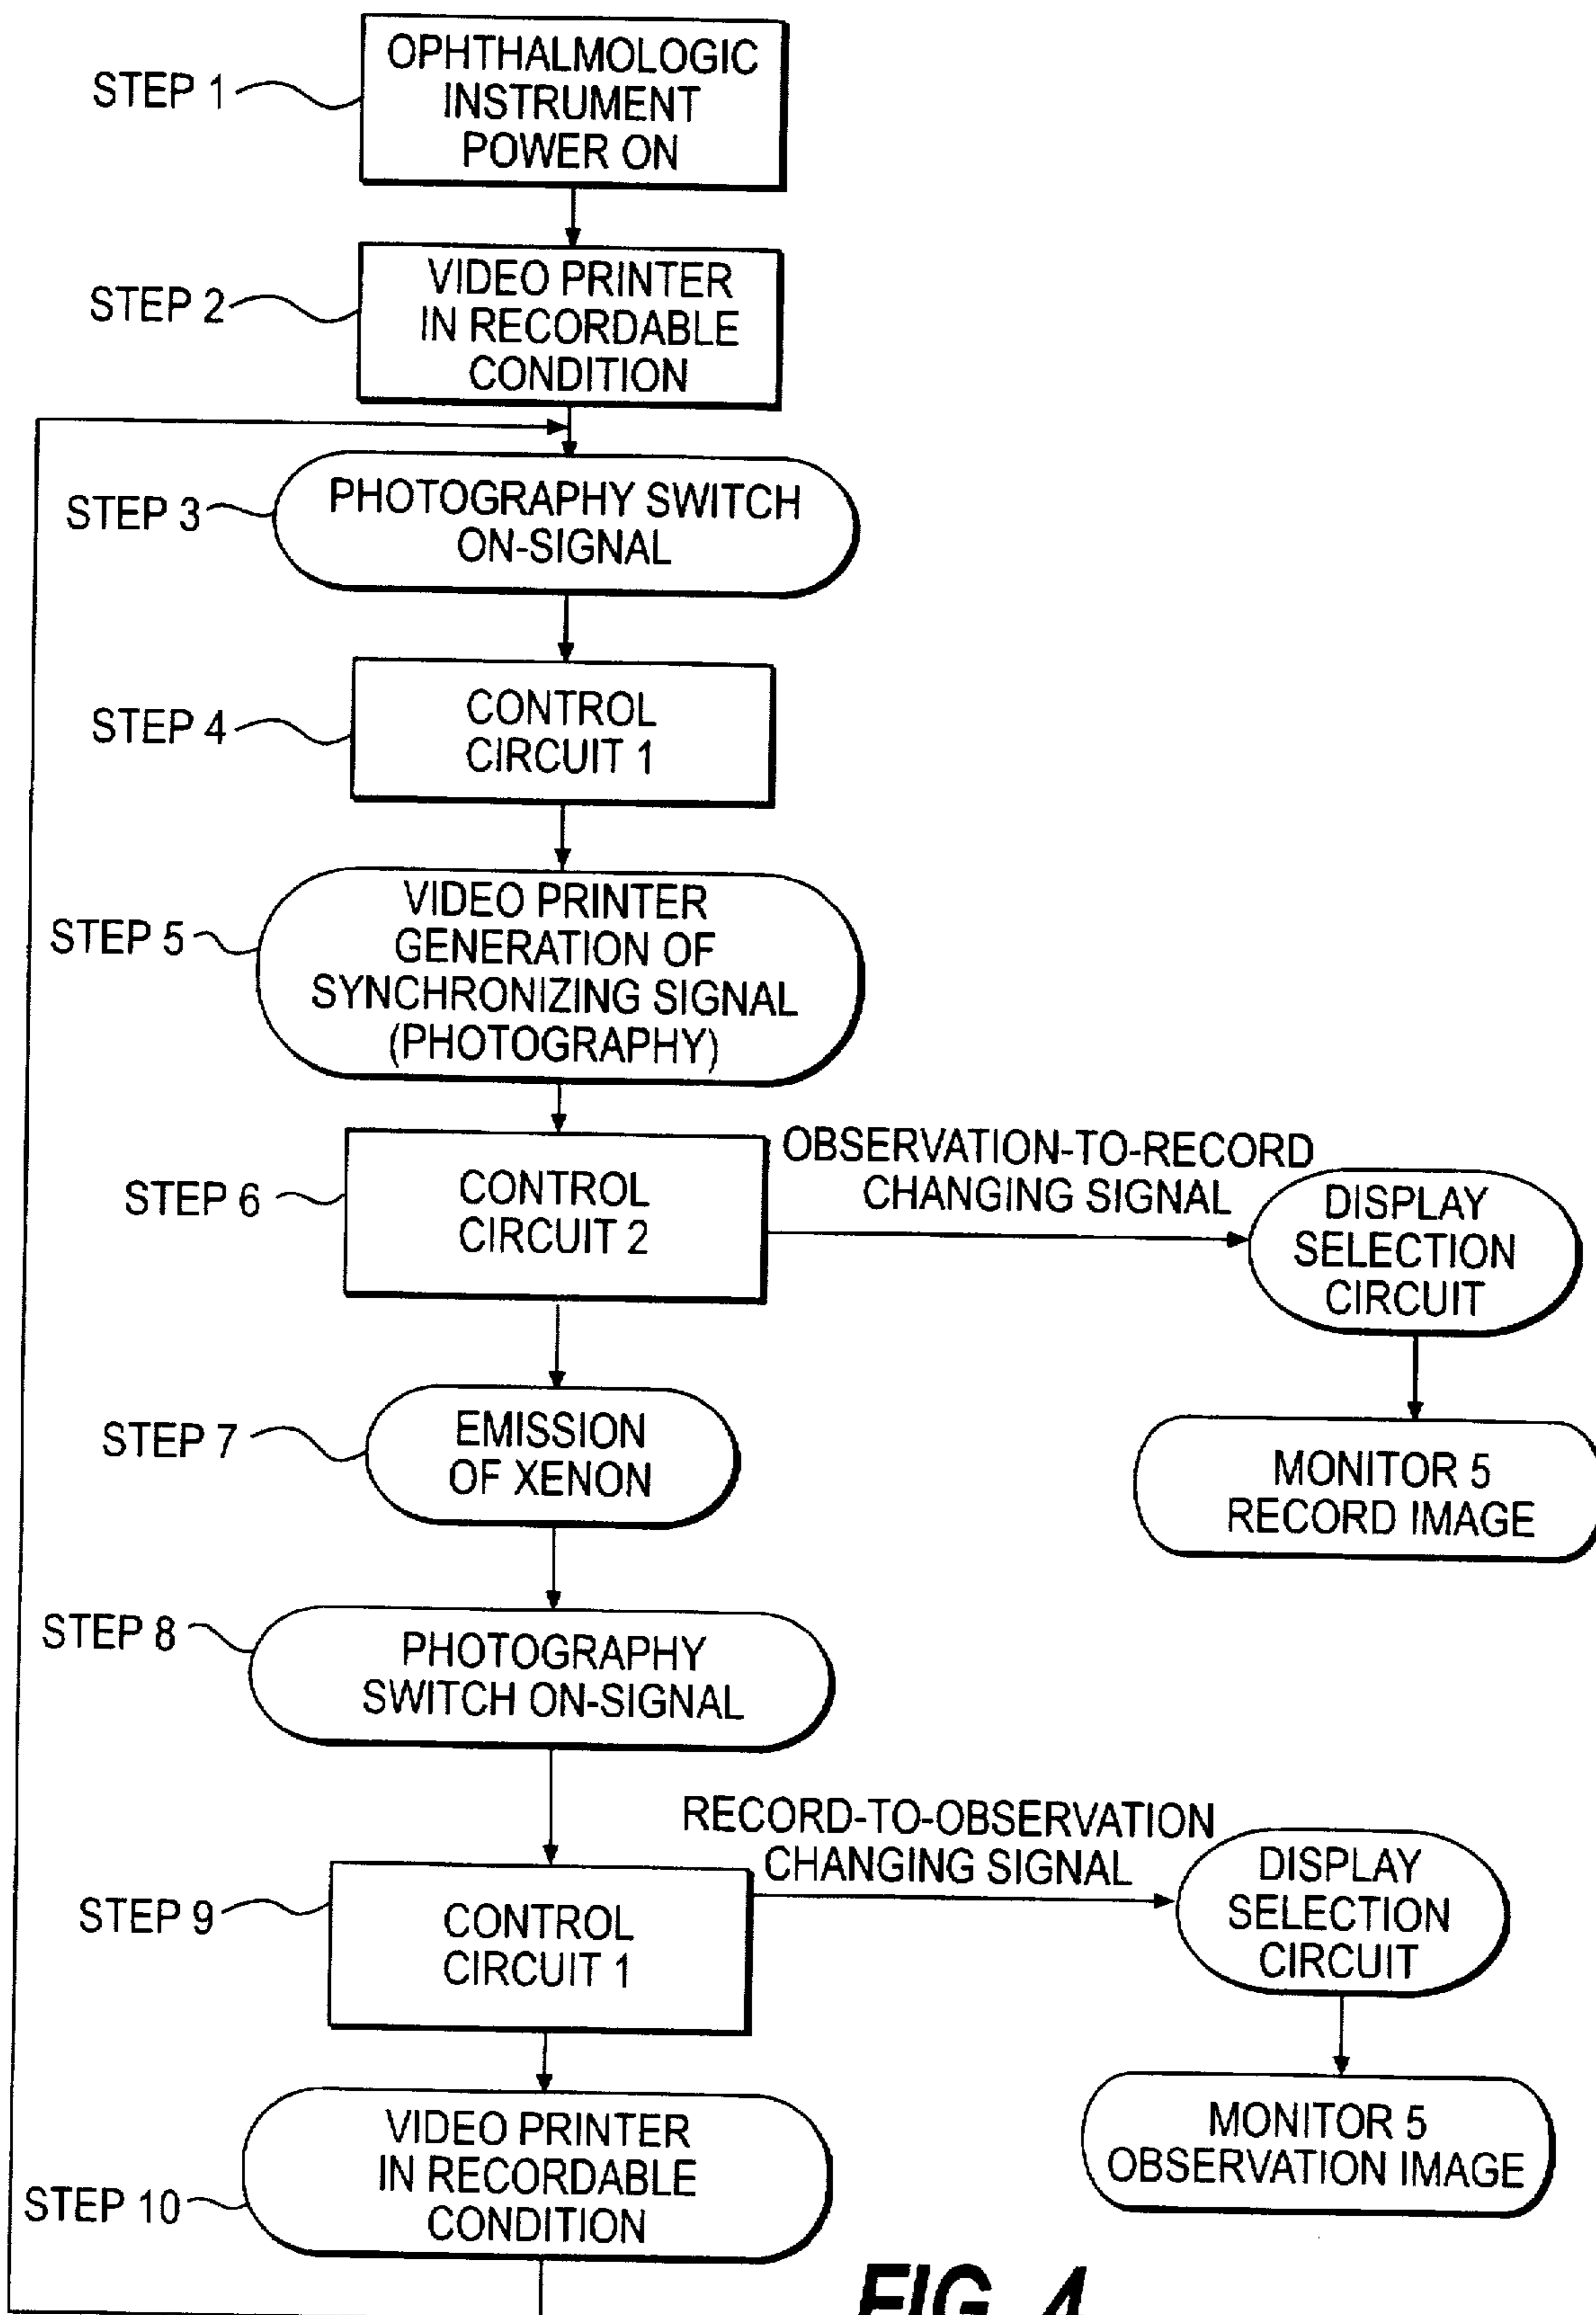 STEP 1
OPHTHALMOLOGIC
INSTRUMENT
POWER ON
STEP 2
VIDEO PRINTER
IN RECORDABLE
CONDITION
STEP 3
PHOTOGRAPHY SWITCH
ON-SIGNAL
STEP 4
CONTROL
CIRCUIT 1
STEP 5
VIDEO PRINTER
GENERATION OF
SYNCHRONIZING SIGNAL
(PHOTOGRAPHY)
STEP 6
CONTROL
CIRCUIT 2
OBSERVATION-TO-RECORD
CHANGING SIGNAL
DISPLAY
SELECTION
CIRCUIT
MONITOR 5
RECORD IMAGE
STEP 7
EMISSION
OF XENON
STEP 8
PHOTOGRAPHY
SWITCH ON-SIGNAL
STEP 9
CONTROL
CIRCUIT 1
RECORD-TO-OBSERVATION
CHANGING SIGNAL
DISPLAY
SELECTION
CIRCUIT
MONITOR 5
OBSERVATION IMAGE
STEP 10
VIDEO PRINTER
IN RECORDABLE
CONDITION
FIG. 4